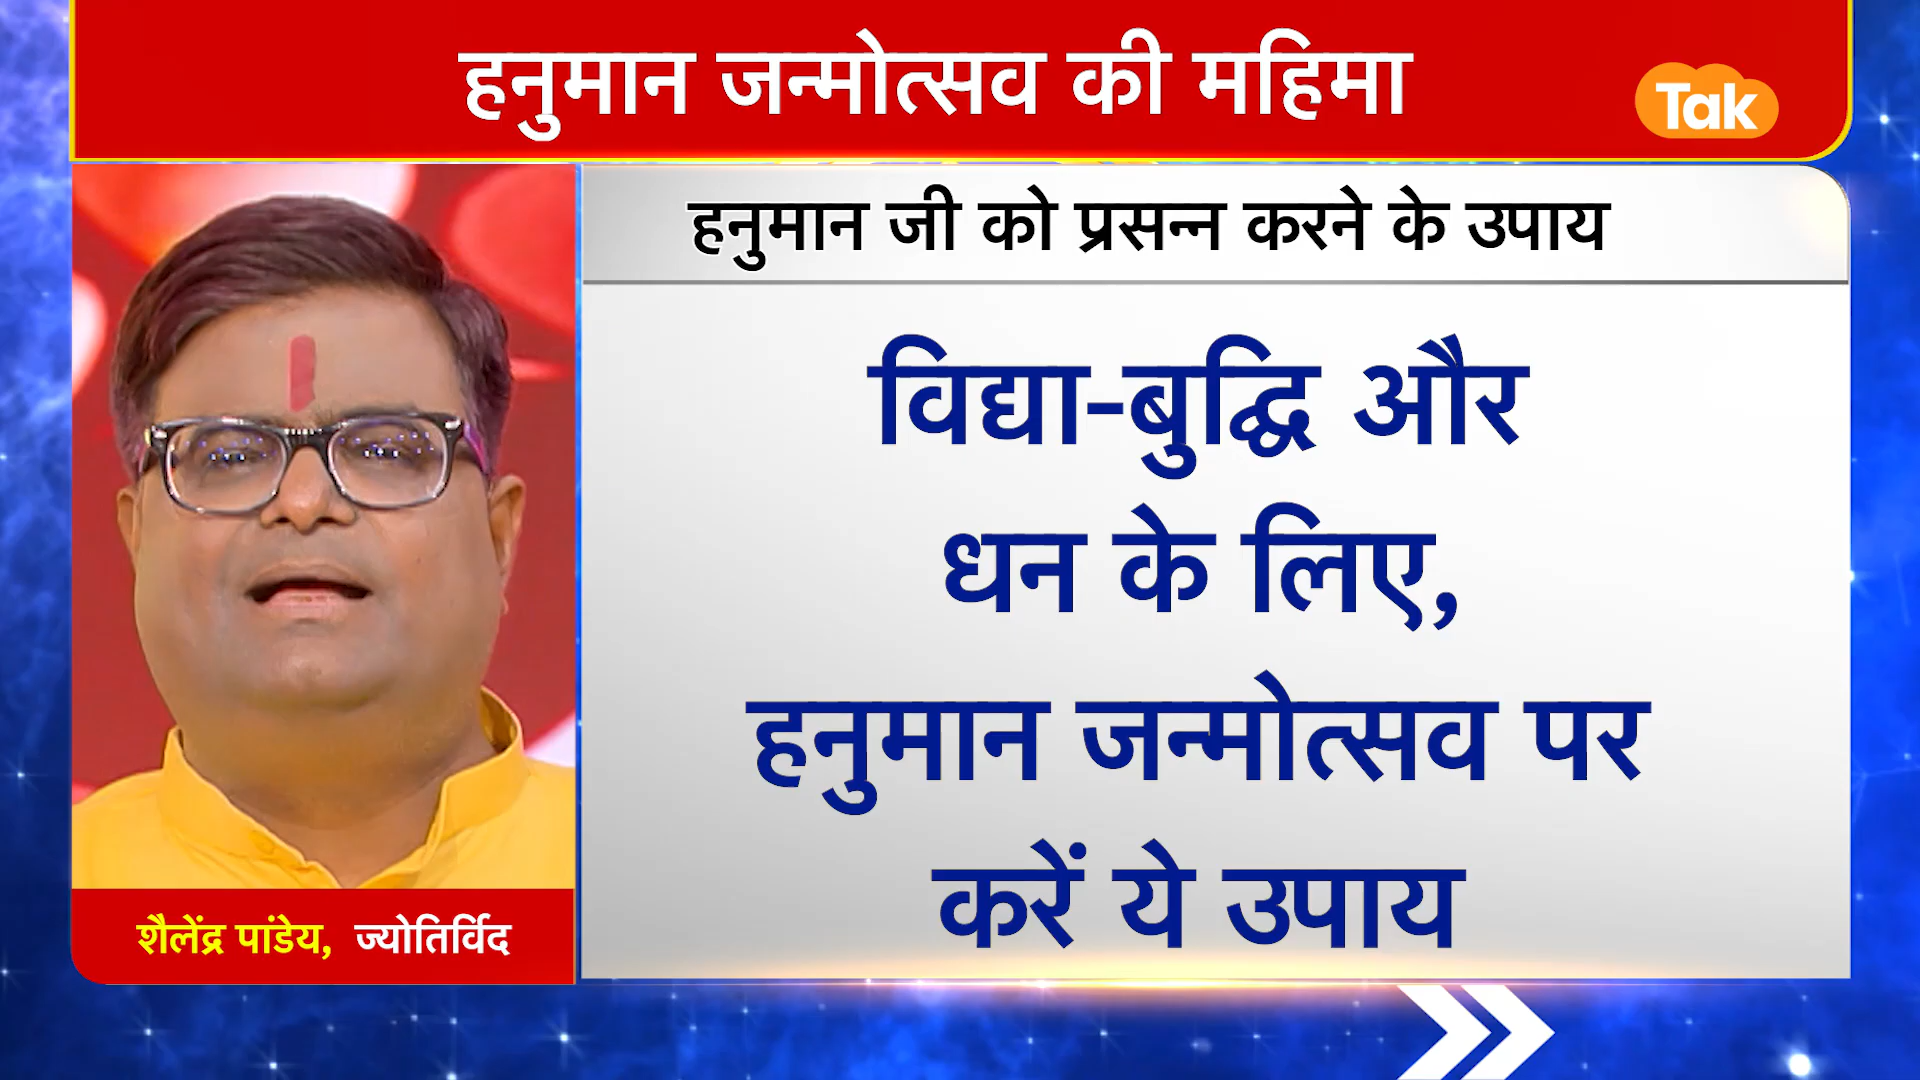 हनुमान जन्मोत्सव की महिमा
Tak
हनुमान जी को प्रसन्न करने के उपाय
विद्या-बुद्धि और
धन के लिए,
हनुमान जन्मोत्सव पर
करें ये उपाय
शैलेंद्र पांडेय, ज्योतिर्विद